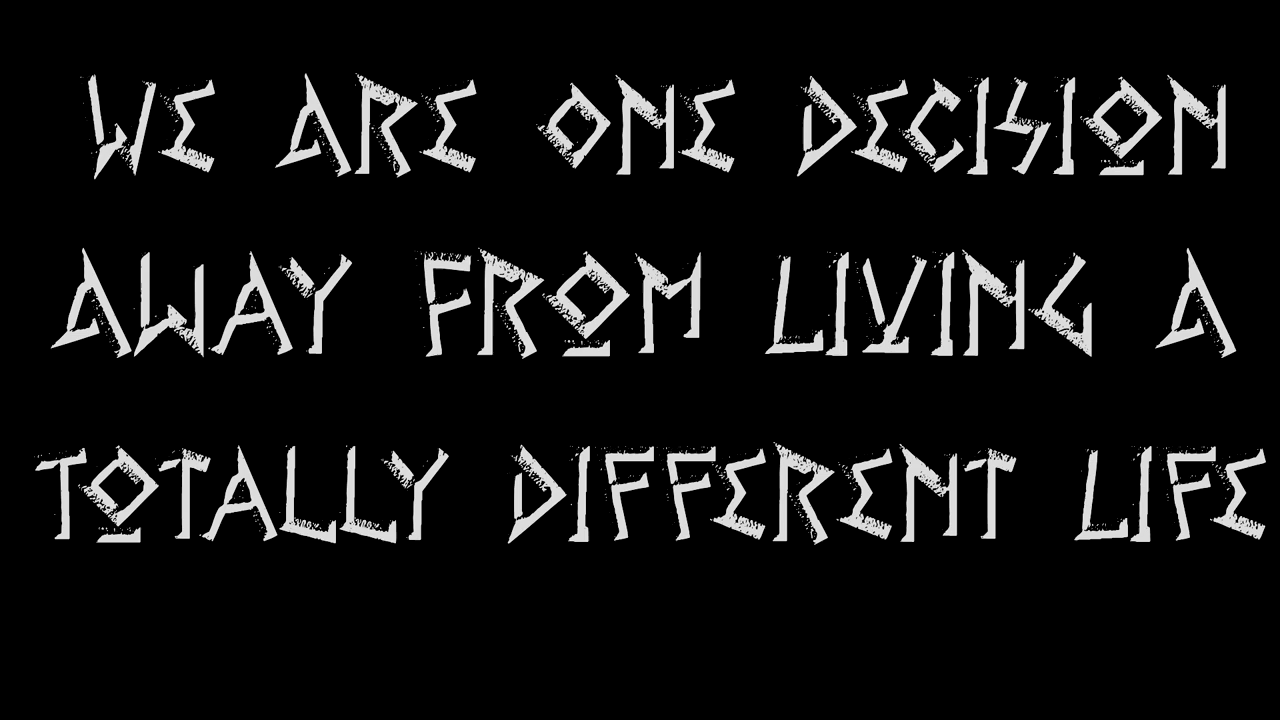 WE ARE ONE DECISION
AWAY FROM LIVING A
TOTALLY DIFFERENT LIFE